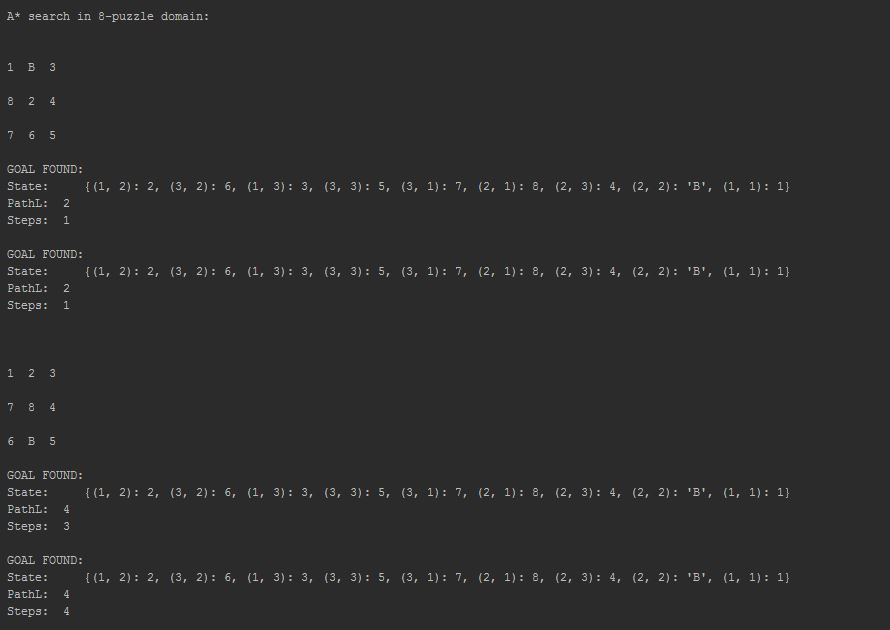 A* search in 8-puzzle domain:
1 B 3
8 2 4
7 6 5
GOAL FOUND:
State: {(1, 2): 2, (3, 2): 6, (1, 3): 3, (3, 3): 5, (3, 1): 7, (2, 1): 8, (2, 3): 4, (2, 2): 'B', (1, 1): 1}
PathL: 2
Steps: 1
GOAL FOUND:
State: {(1, 2): 2, (3, 2): 6, (1, 3): 3, (3, 3): 5, (3, 1): 7, (2, 1): 8, (2, 3): 4, (2, 2): 'B', (1, 1): 1}
PathL: 2
Steps: 1
1 2 3
7 8 4
6 B 5
GOAL FOUND:
State: {(1, 2): 2, (3, 2): 6, (1, 3): 3, (3, 3): 5, (3, 1): 7, (2, 1): 8, (2, 3): 4, (2, 2): 'B', (1, 1): 1}
PathL: 4
Steps: 3
GOAL FOUND:
State: {(1, 2): 2, (3, 2): 6, (1, 3): 3, (3, 3): 5, (3, 1): 7, (2, 1): 8, (2, 3): 4, (2, 2): 'B', (1, 1): 1}
PathL: 4
Steps: 4